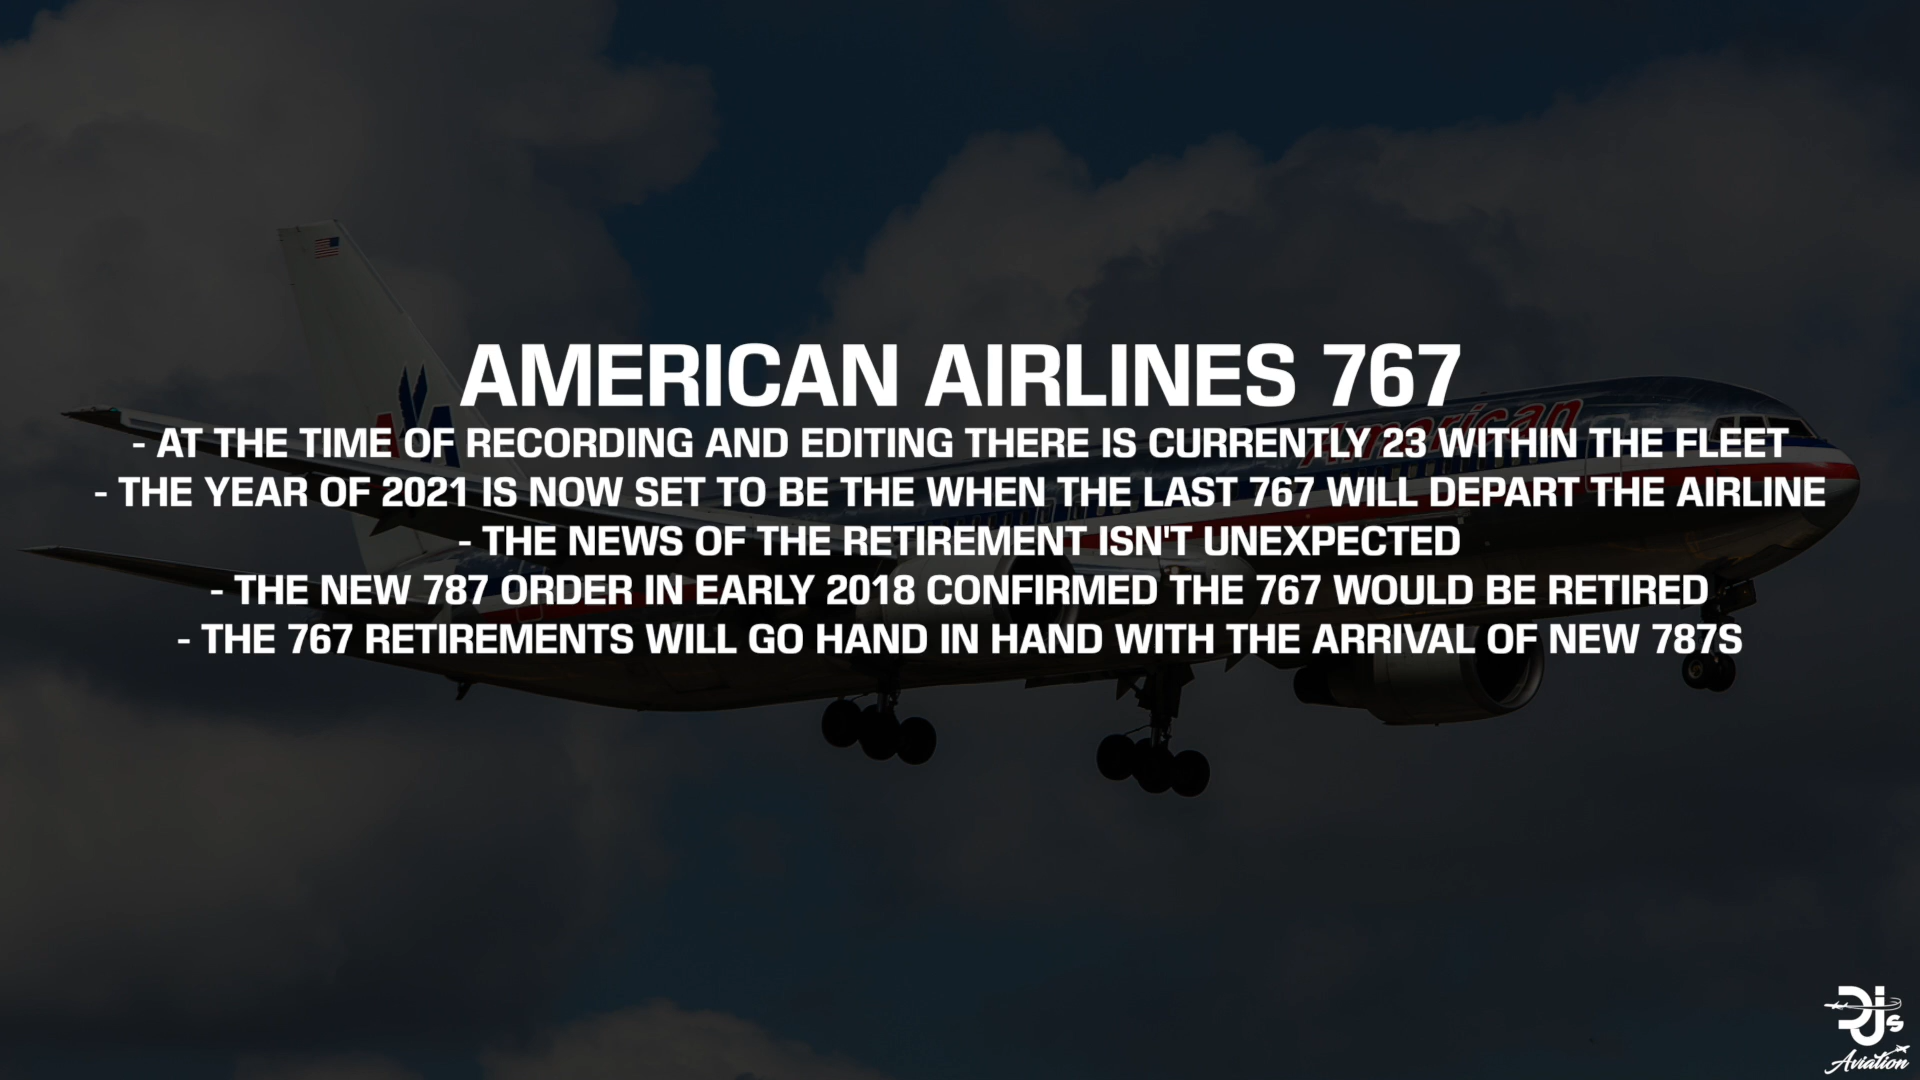 AMERICAN AIRLINES 767
- AT THE TIME OF RECORDING AND EDITING THERE IS CURRENTLY 23 WITHIN THE FLEET
- THE YEAR OF 2021 IS NOW SET TO BE THE WHEN THE LAST 767 WILL DEPART THE AIRLINE
- THE NEWS OF THE RETIREMENT ISN'T UNEXPECTED
- THE NEW 787 ORDER IN EARLY 2018 CONFIRMED THE 767 WOULD BE RETIRED
- THE 767 RETIREMENTS WILL GO HAND IN HAND WITH THE ARRIVAL OF NEW 787S
American
AA
DJs
Aviation